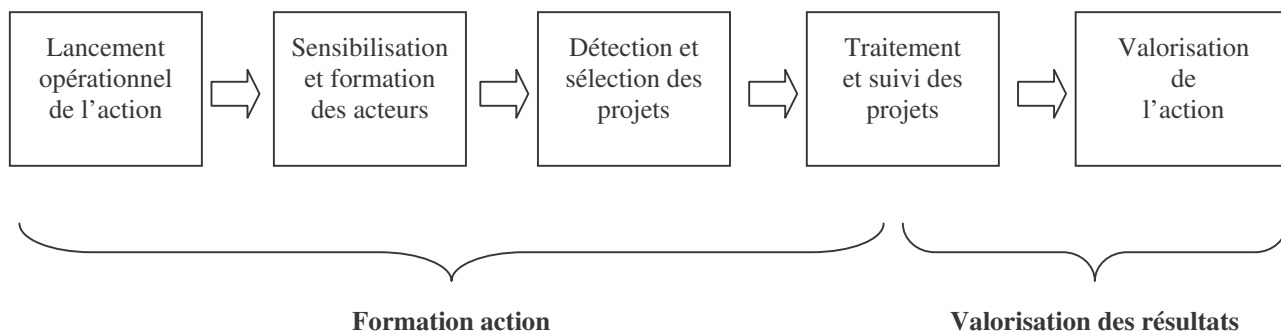 Lancement
opérationnel
de l'action
Sensibilisation
et formation
des acteurs
Détection et
sélection des
projets
Traitement
et suivi des
projets
Valorisation
de
l'action
Formation action
Valorisation des résultats